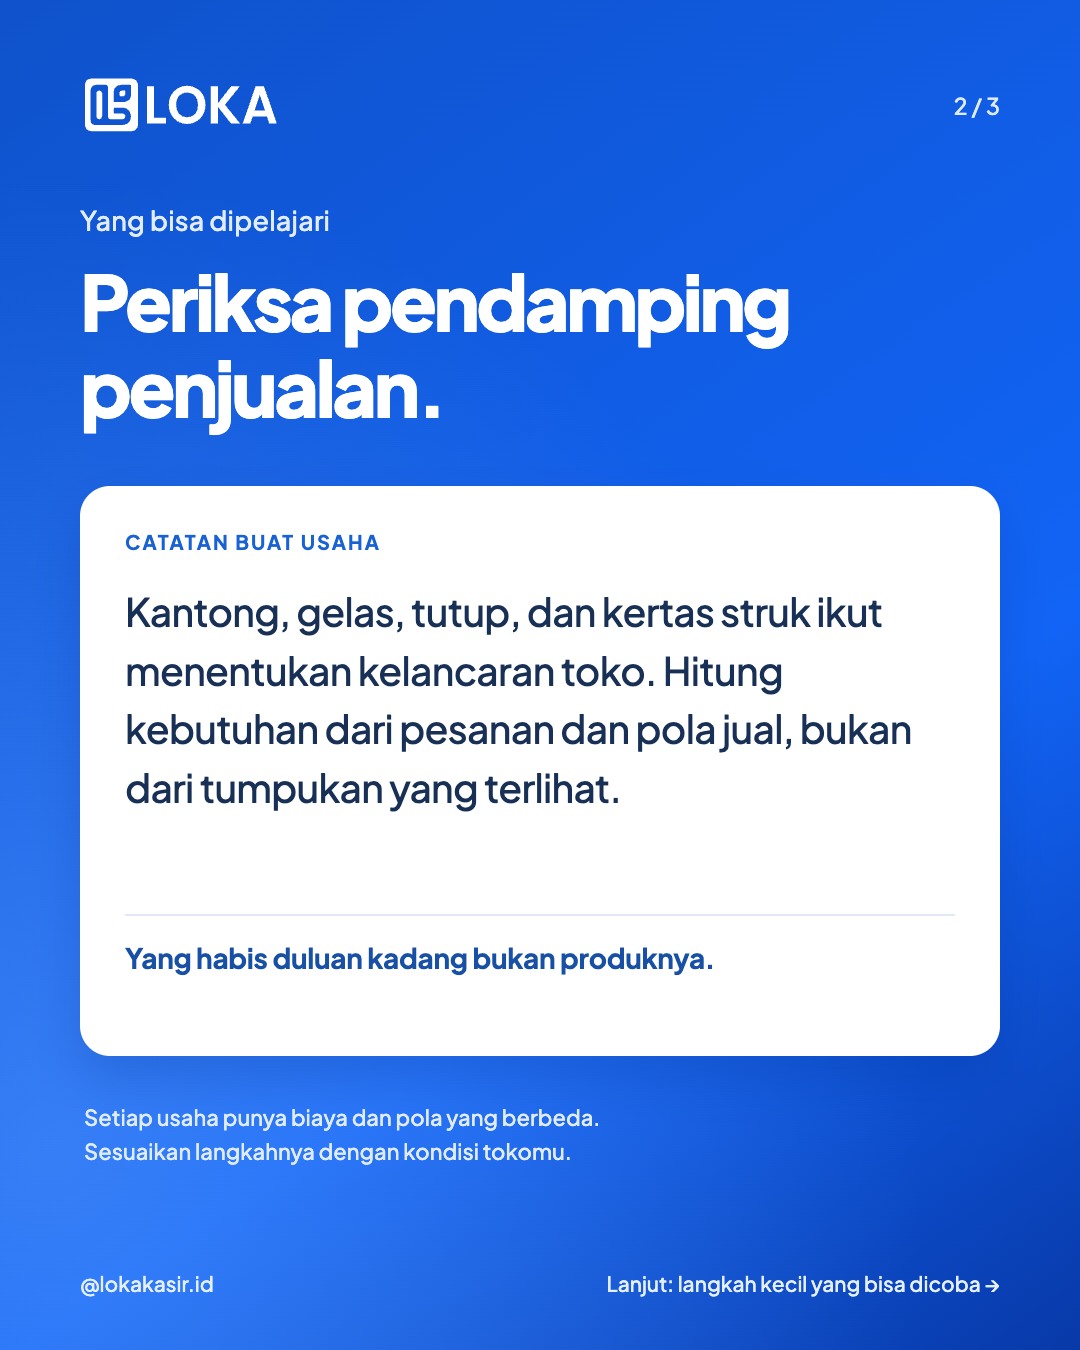 LOKA
2 / 3
Yang bisa dipelajari
Periksa pendamping
penjualan.
CATATAN BUAT USAHA
Kantong, gelas, tutup, dan kertas struk ikut
menentukan kelancaran toko. Hitung
kebutuhan dari pesanan dan pola jual, bukan
dari tumpukan yang terlihat.
Yang habis duluan kadang bukan produknya.
Setiap usaha punya biaya dan pola yang berbeda.
Sesuaikan langkahnya dengan kondisi tokomu.
@lokakasir.id
Lanjut: langkah kecil yang bisa dicoba →